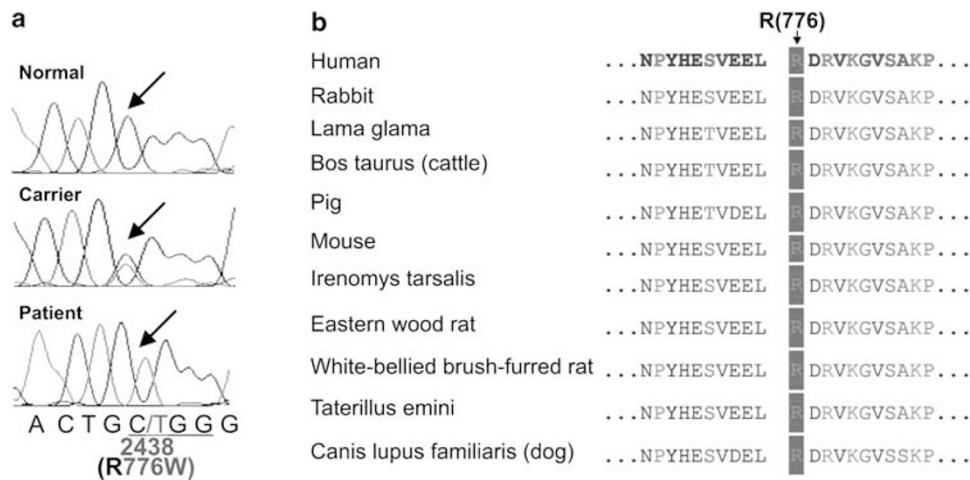 a
Normal
Carrier
Patient
A C T G C/T G G G
2438
(R776W)
b
R(776)
Human ...NPYHESVEEL R DRVKGVSAKP...
Rabbit ...NPYHESVEEL R DRVKGVSAKP...
Lama glama ...NPYHETVEEL R DRVKGVSAKP...
Bos taurus (cattle) ...NPYHETVEEL R DRVKGVSAKP...
Pig ...NPYHETVDEL R DRVKGVSAKP...
Mouse ...NPYHESVEEL R DRVKGVSAKP...
Irenomys tarsalis ...NPYHESVEEL R DRVKGVSAKP...
Eastern wood rat ...NPYHESVEEL R DRVKGVSAKP...
White-bellied brush-furred rat ...NPYHESVEEL R DRVKGVSAKP...
Taterillus emini ...NPYHESVEEL R DRVKGVSAKP...
Canis lupus familiaris (dog) ...NPYHESVDEL R DRVKGVSSKP...